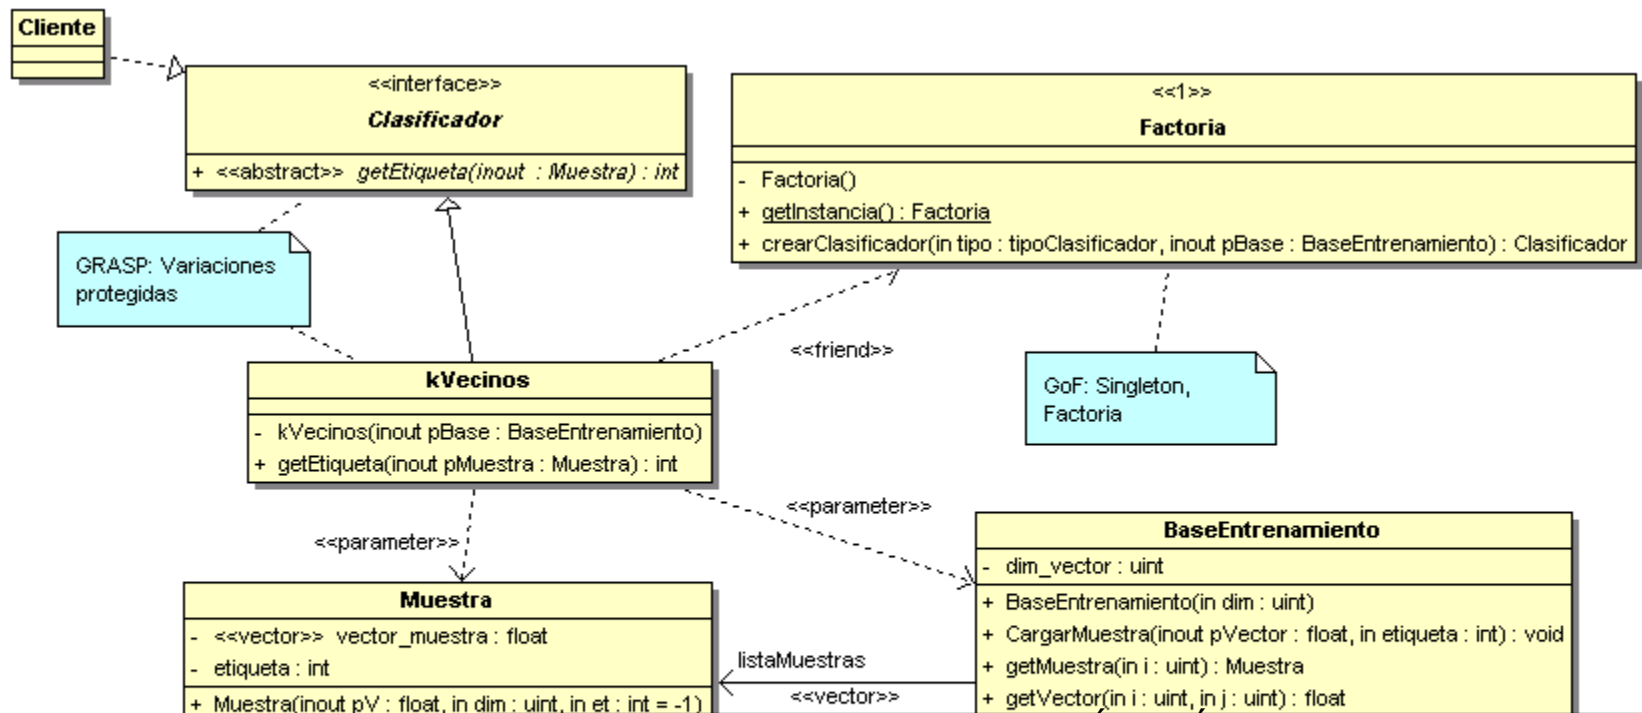 Cliente
<<interface>>
Clasificador
+ <<abstract>> getEtiqueta(inout : Muestra) : int
<<1>>
Factoria
- Factoria()
+ getInstancia() : Factoria
+ crearClasificador(in tipo : tipoClasificador, inout pBase : BaseEntrenamiento) : Clasificador
GRASP: Variaciones
protegidas
<<friend>>
GoF: Singleton,
Factoria
kVecinos
- kVecinos(inout pBase : BaseEntrenamiento)
+ getEtiqueta(inout pMuestra : Muestra) : int
<<parameter>>
<<parameter>>
Muestra
- <<vector>> vector_muestra : float
- etiqueta : int
+ Muestra(inout pV : float, in dim : uint, in et : int = -1)
listaMuestras
<<vector>>
BaseEntrenamiento
- dim_vector : uint
+ BaseEntrenamiento(in dim : uint)
+ CargarMuestra(inout pVector : float, in etiqueta : int) : void
+ getMuestra(in i : uint) : Muestra
+ getVector(in i : uint, in j : uint) : float